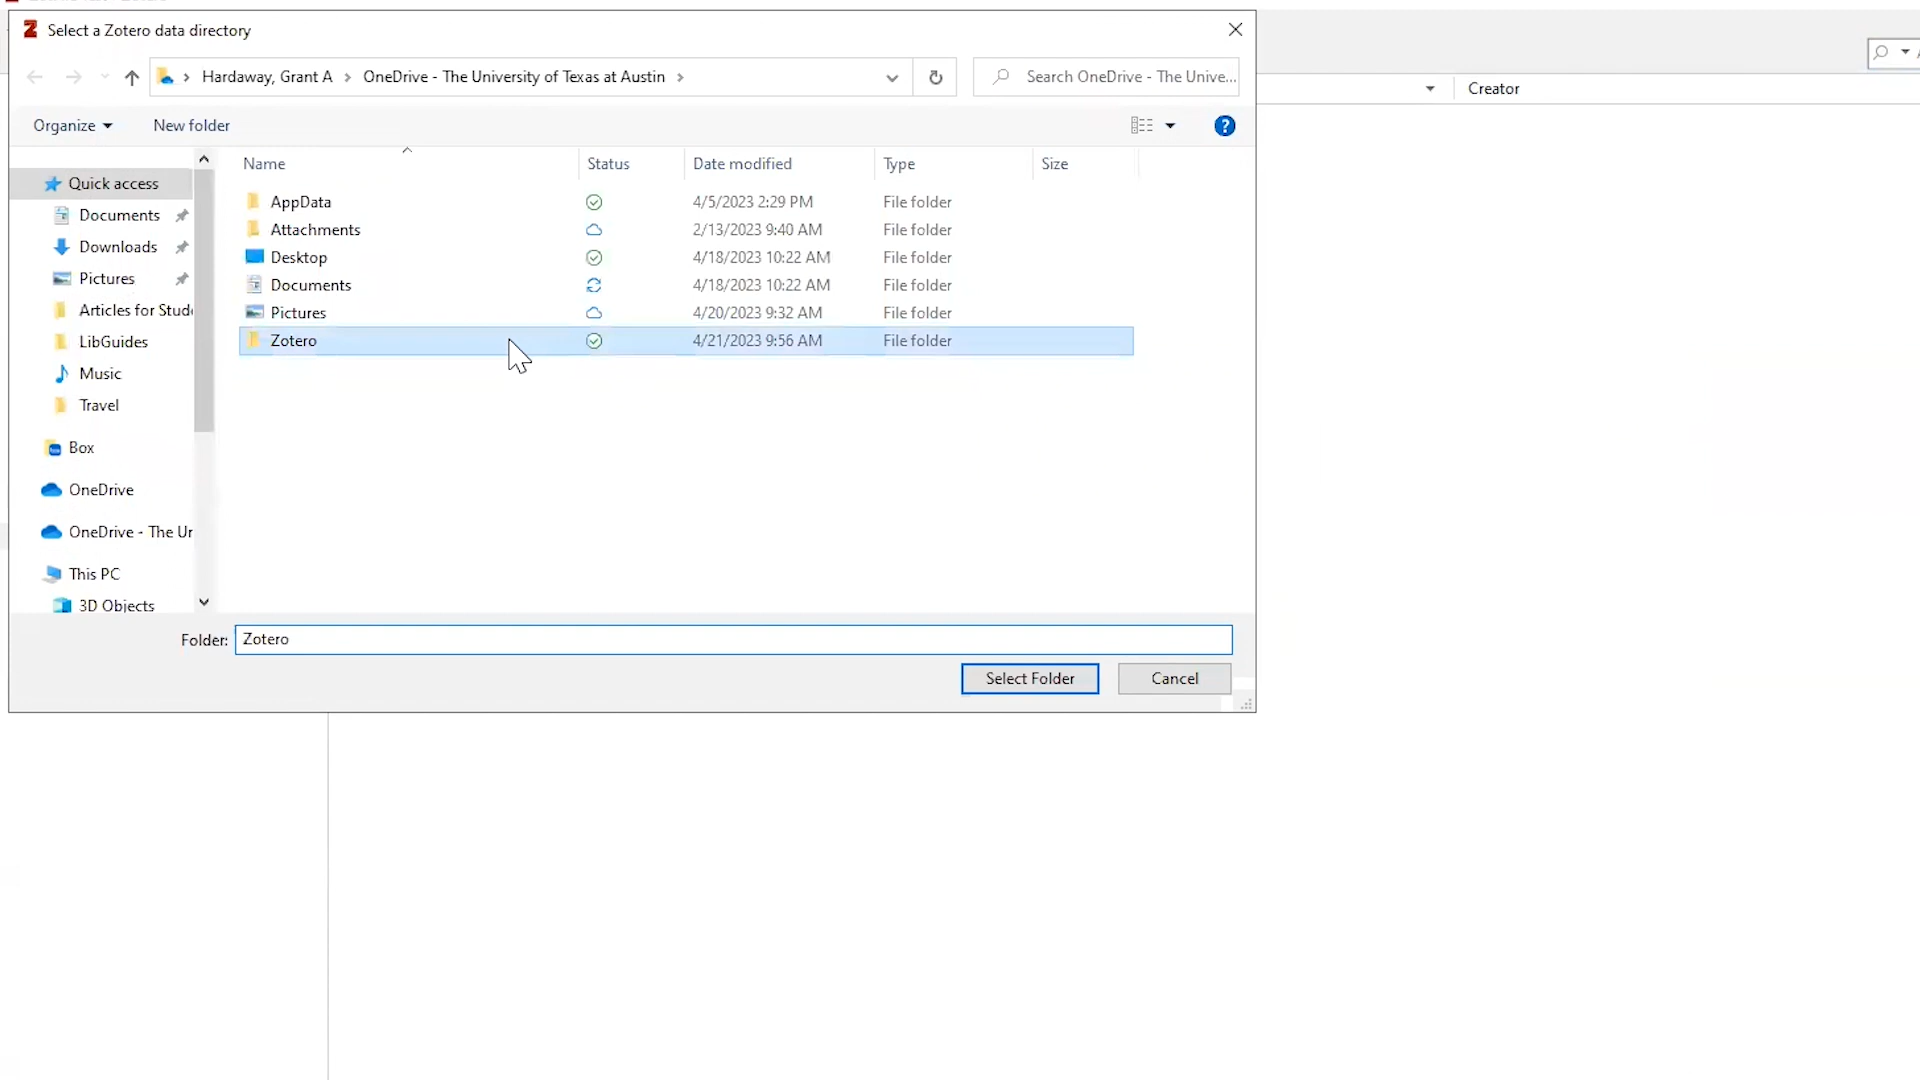 Select a Zotero data directory
Hardaway, Grant A > OneDrive - The University of Texas at Austin >
Search OneDrive - The Unive...
Creator
Organize
New folder
Name Status Date modified Type Size
Quick access
Documents
Downloads
Pictures
Articles for Stud
LibGuides
Music
Travel
Box
OneDrive
OneDrive - The Ur
This PC
3D Objects
AppData 4/5/2023 2:29 PM File folder
Attachments 2/13/2023 9:40 AM File folder
Desktop 4/18/2023 10:22 AM File folder
Documents 4/18/2023 10:22 AM File folder
Pictures 4/20/2023 9:32 AM File folder
Zotero 4/21/2023 9:56 AM File folder
Folder: Zotero
Select Folder
Cancel